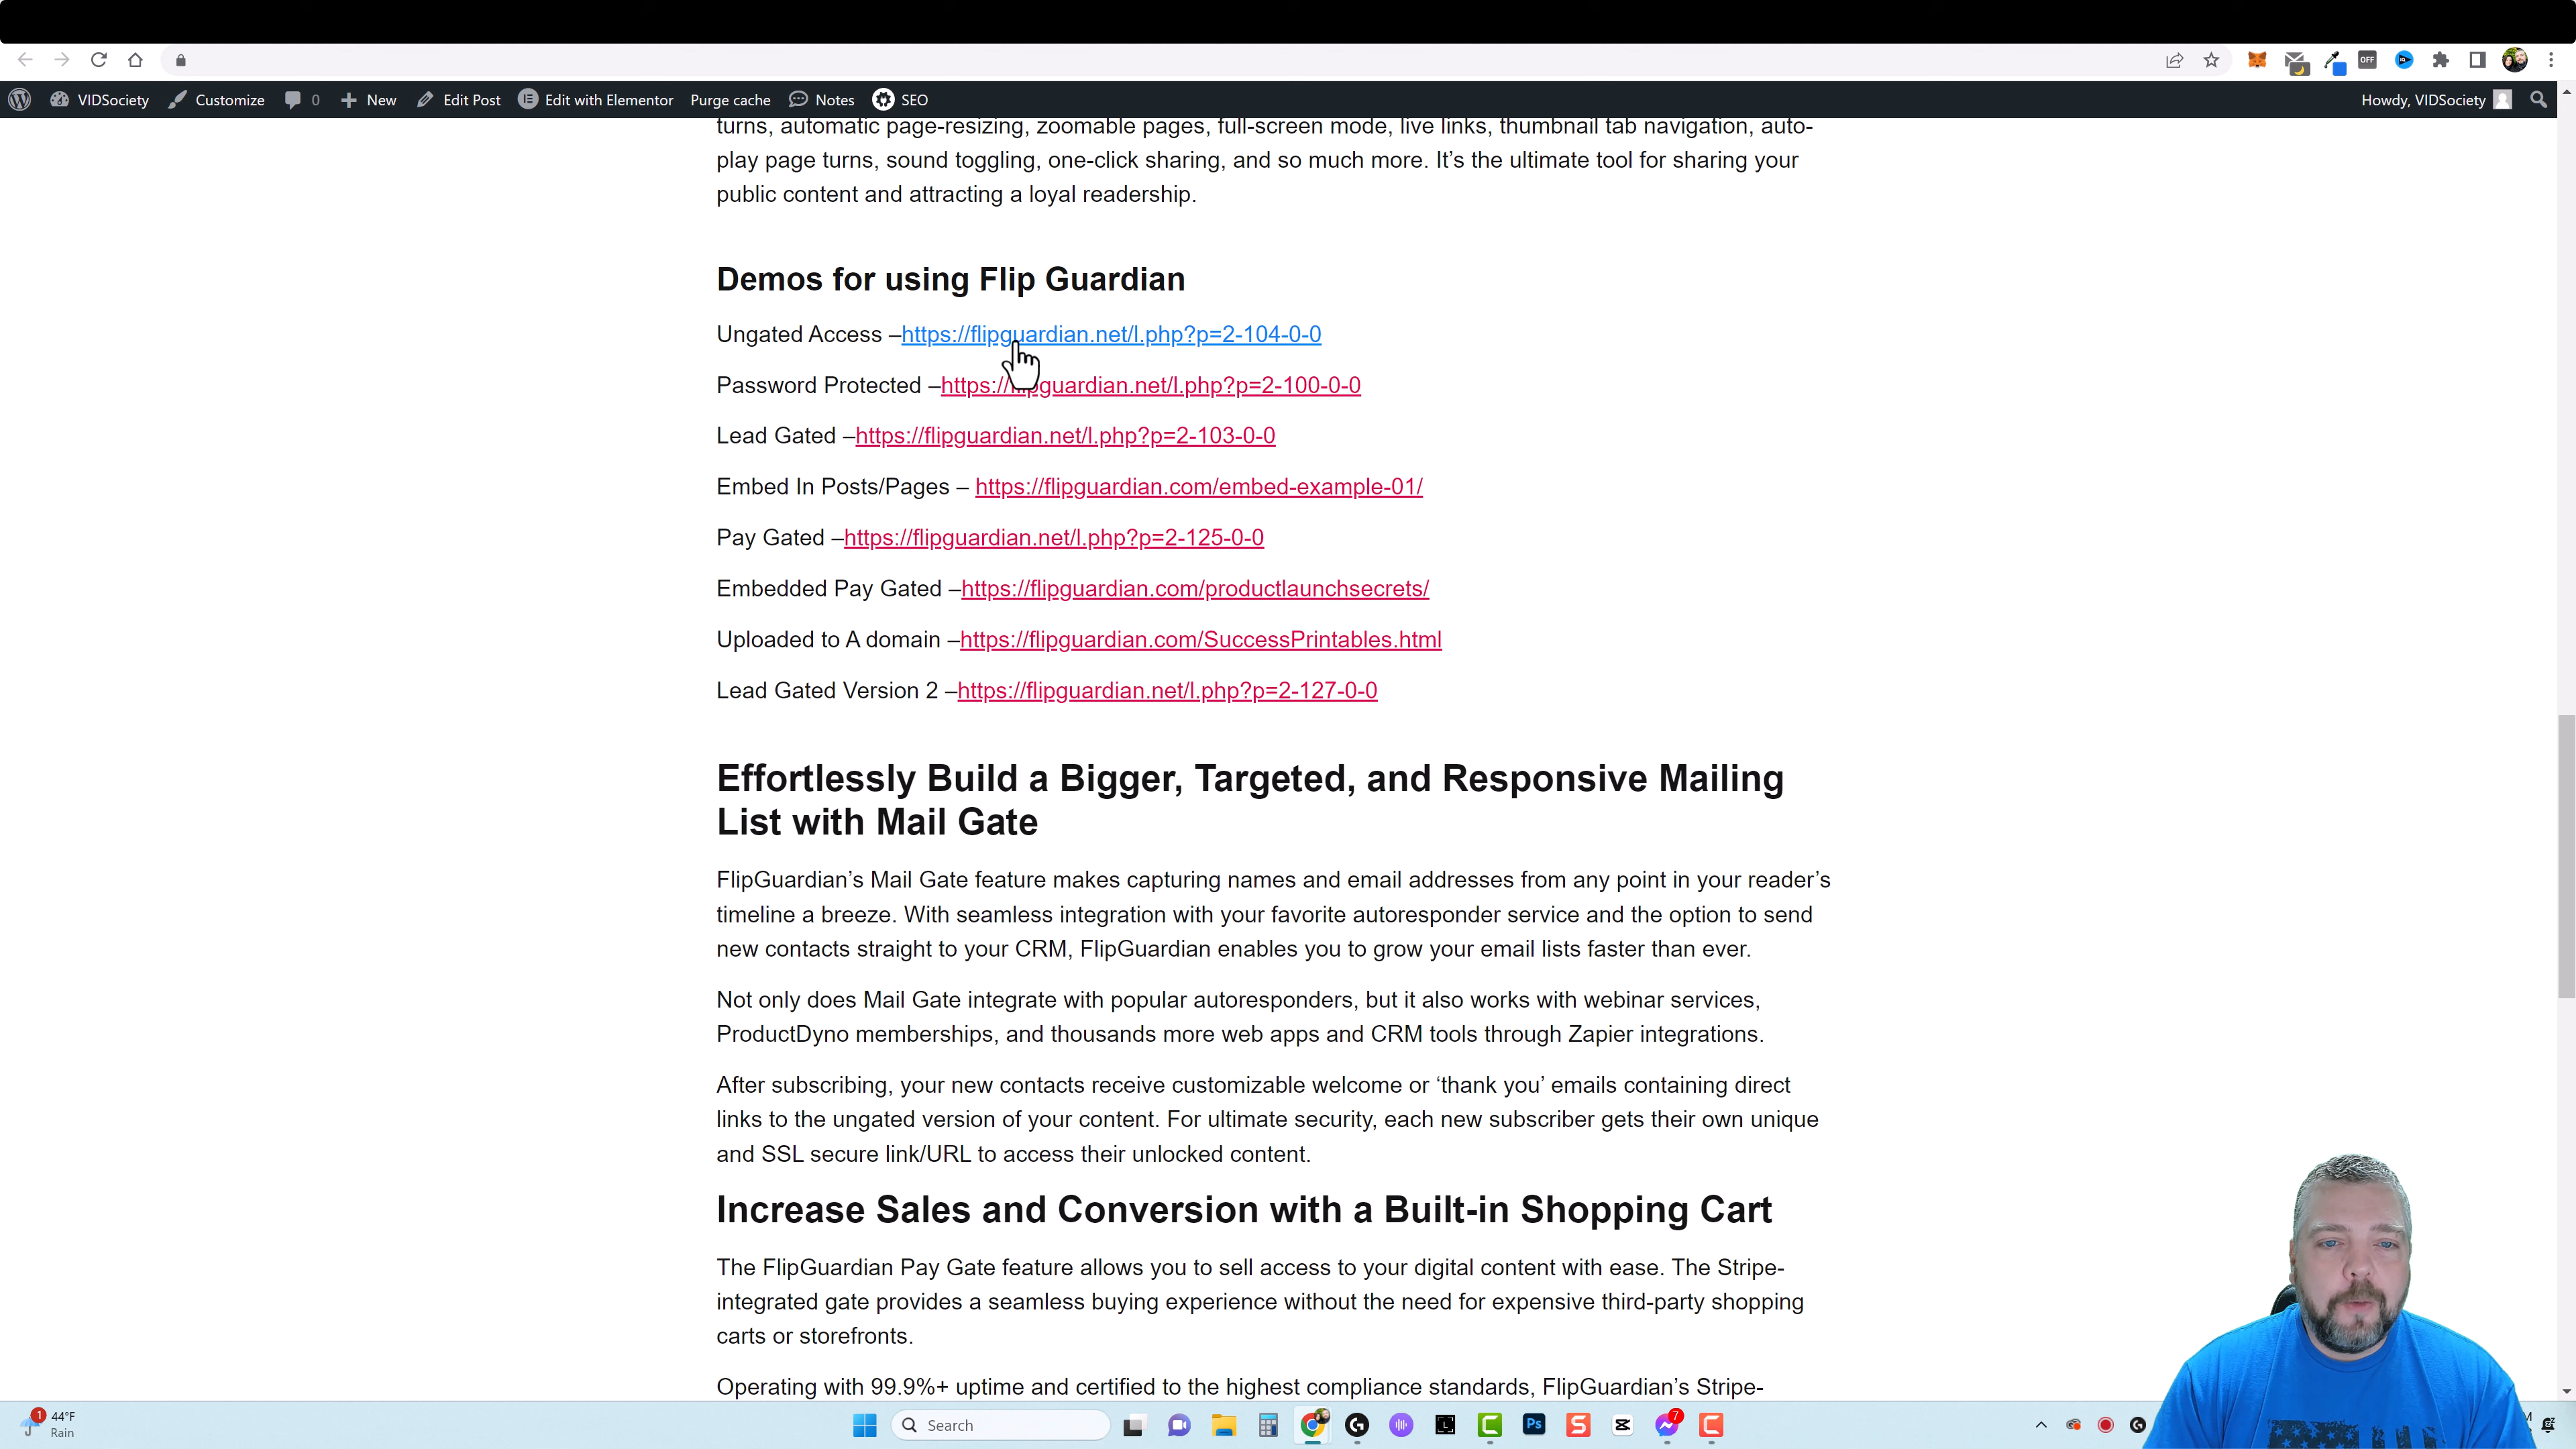 VIDSociety Customize 0 New Edit Post Edit with Elementor Purge cache Notes SEO Howdy, VIDSociety
OFF
turns, automatic page-resizing, zoomable pages, full-screen mode, live links, thumbnail tab navigation, auto-
play page turns, sound toggling, one-click sharing, and so much more. It’s the ultimate tool for sharing your
public content and attracting a loyal readership.
Demos for using Flip Guardian
Ungated Access –https://flipguardian.net/l.php?p=2-104-0-0
Password Protected –https://flipguardian.net/l.php?p=2-100-0-0
Lead Gated –https://flipguardian.net/l.php?p=2-103-0-0
Embed In Posts/Pages – https://flipguardian.com/embed-example-01/
Pay Gated –https://flipguardian.net/l.php?p=2-125-0-0
Embedded Pay Gated –https://flipguardian.com/productlaunchsecrets/
Uploaded to A domain –https://flipguardian.com/SuccessPrintables.html
Lead Gated Version 2 –https://flipguardian.net/l.php?p=2-127-0-0
Effortlessly Build a Bigger, Targeted, and Responsive Mailing
List with Mail Gate
FlipGuardian’s Mail Gate feature makes capturing names and email addresses from any point in your reader’s
timeline a breeze. With seamless integration with your favorite autoresponder service and the option to send
new contacts straight to your CRM, FlipGuardian enables you to grow your email lists faster than ever.
Not only does Mail Gate integrate with popular autoresponders, but it also works with webinar services,
ProductDyno memberships, and thousands more web apps and CRM tools through Zapier integrations.
After subscribing, your new contacts receive customizable welcome or ‘thank you’ emails containing direct
links to the ungated version of your content. For ultimate security, each new subscriber gets their own unique
and SSL secure link/URL to access their unlocked content.
Increase Sales and Conversion with a Built-in Shopping Cart
The FlipGuardian Pay Gate feature allows you to sell access to your digital content with ease. The Stripe-
integrated gate provides a seamless buying experience without the need for expensive third-party shopping
carts or storefronts.
Operating with 99.9%+ uptime and certified to the highest compliance standards, FlipGuardian’s Stripe-
1 44°F
Rain
Search
Ps
7